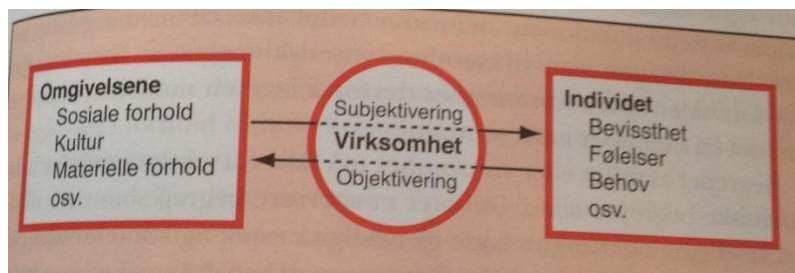 Omgivelsene
Sosiale forhold
Kultur
Materielle forhold
osv.
Subjektivering
Virksomhet
Objektivering
Individet
Bevissthet
Følelser
Behov
osv.